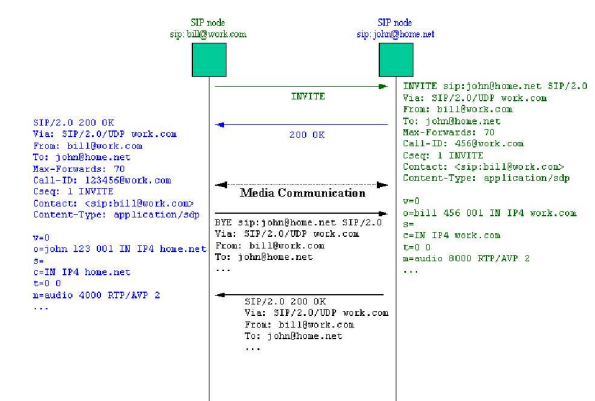 SIP node
sip: bill@work.com
SIP node
sip: john@home.net
INVITE
INVITE sip:john@home.net SIP/2.0
Via: SIP/2.0/UDP work.com
From: bill@work.com
To: john@home.net
Max-Forwards: 70
Call-ID: 456@work.com
Cseq: 1 INVITE
Contact: <sip:bill@work.com>
Content-Type: application/sdp
v=0
o=bill 456 001 IN IP4 work.com
s=
c=IN IP4 work.com
t=0 0
m=audio 8000 RTP/AVP 2
...
200 OK
SIP/2.0 200 OK
Via: SIP/2.0/UDP work.com
From: bill@work.com
To: john@home.net
Max-Forwards: 70
Call-ID: 123456@work.com
Cseq: 1 INVITE
Contact: <sip:bill@work.com>
Content-Type: application/sdp
v=0
o=john 123 001 IN IP4 home.net
s=
c=IN IP4 home.net
t=0 0
m=audio 4000 RTP/AVP 2
...
Media Communication
BYE sip:john@home.net SIP/2.0
Via: SIP/2.0/UDP work.com
From: bill@work.com
To: john@home.net
...
SIP/2.0 200 OK
Via: SIP/2.0/UDP work.com
From: bill@work.com
To: john@home.net
...